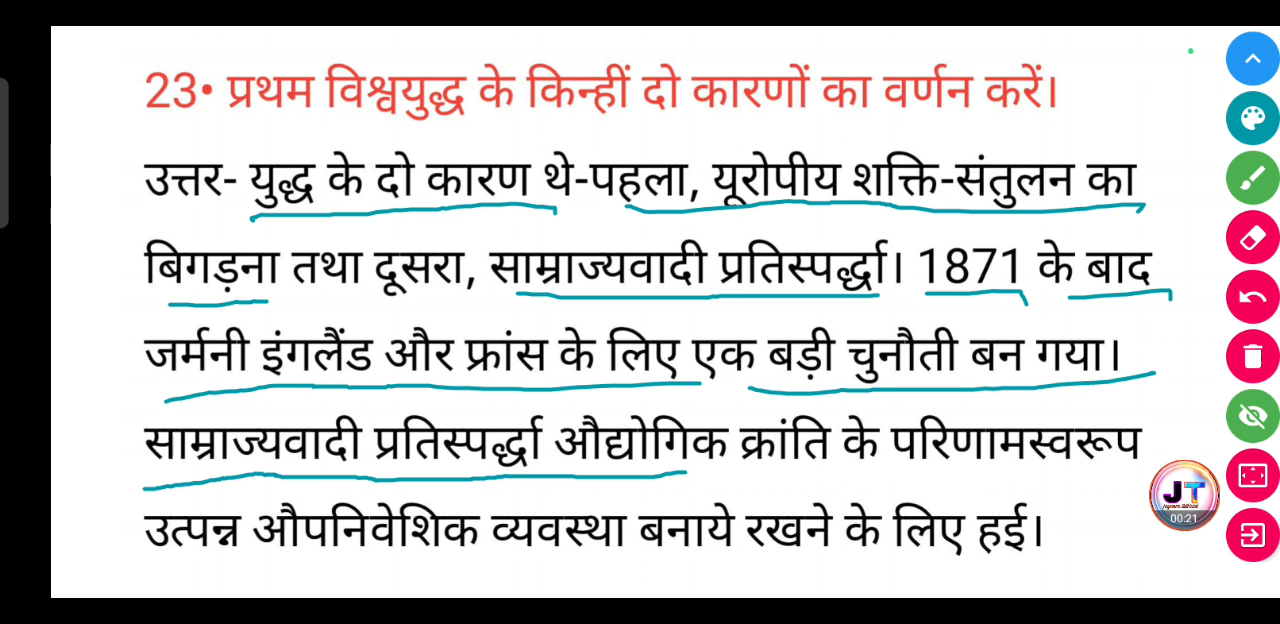 23• प्रथम विश्वयुद्ध के किन्हीं दो कारणों का वर्णन करें।
उत्तर- युद्ध के दो कारण थे-पहला, यूरोपीय शक्ति-संतुलन का
बिगड़ना तथा दूसरा, साम्राज्यवादी प्रतिस्पर्द्धा। 1871 के बाद
जर्मनी इंगलैंड और फ्रांस के लिए एक बड़ी चुनौती बन गया।
साम्राज्यवादी प्रतिस्पर्द्धा औद्योगिक क्रांति के परिणामस्वरूप
उत्पन्न औपनिवेशिक व्यवस्था बनाये रखने के लिए हई।
JT
00:21